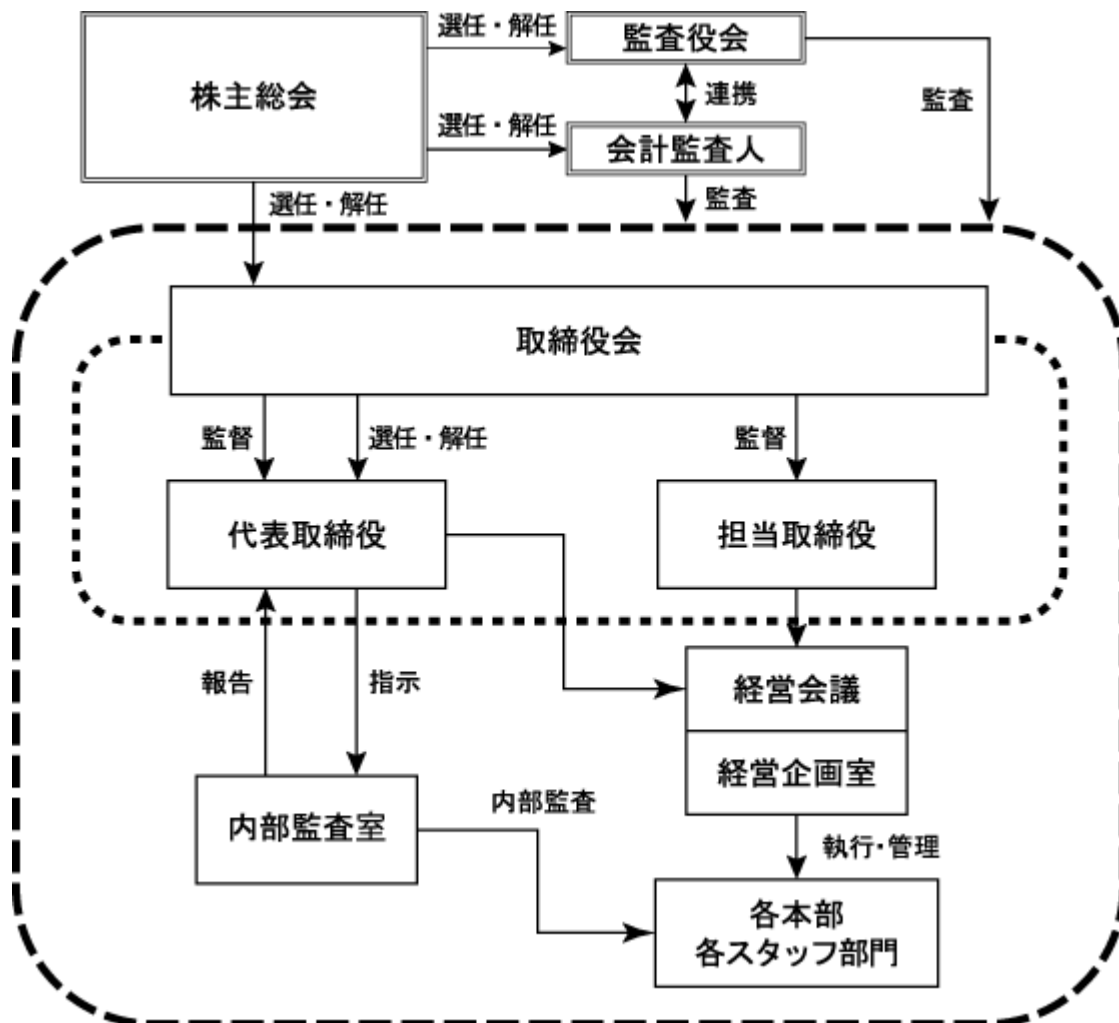 選任・解任
監査役会
株主総会
連携
監査
選任・解任
会計監査人
選任・解任
監査
取締役会
監督
選任・解任
監督
代表取締役
担当取締役
報告
指示
経営会議
経営企画室
内部監査
内部監査室
執行・管理
各本部
各スタッフ部門